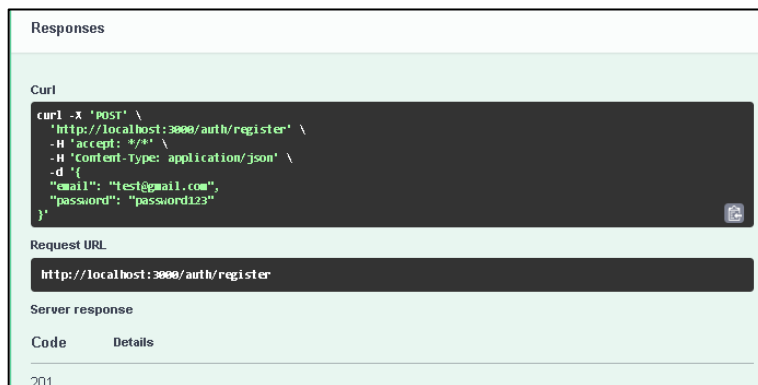 Responses
Curl
curl -X 'POST' \
'http://localhost:3000/auth/register' \
-H 'accept: */*' \
-H 'Content-Type: application/json' \
-d '{
"email": "test@gmail.com",
"password": "password123"
}'
Request URL
http://localhost:3000/auth/register
Server response
Code Details
201